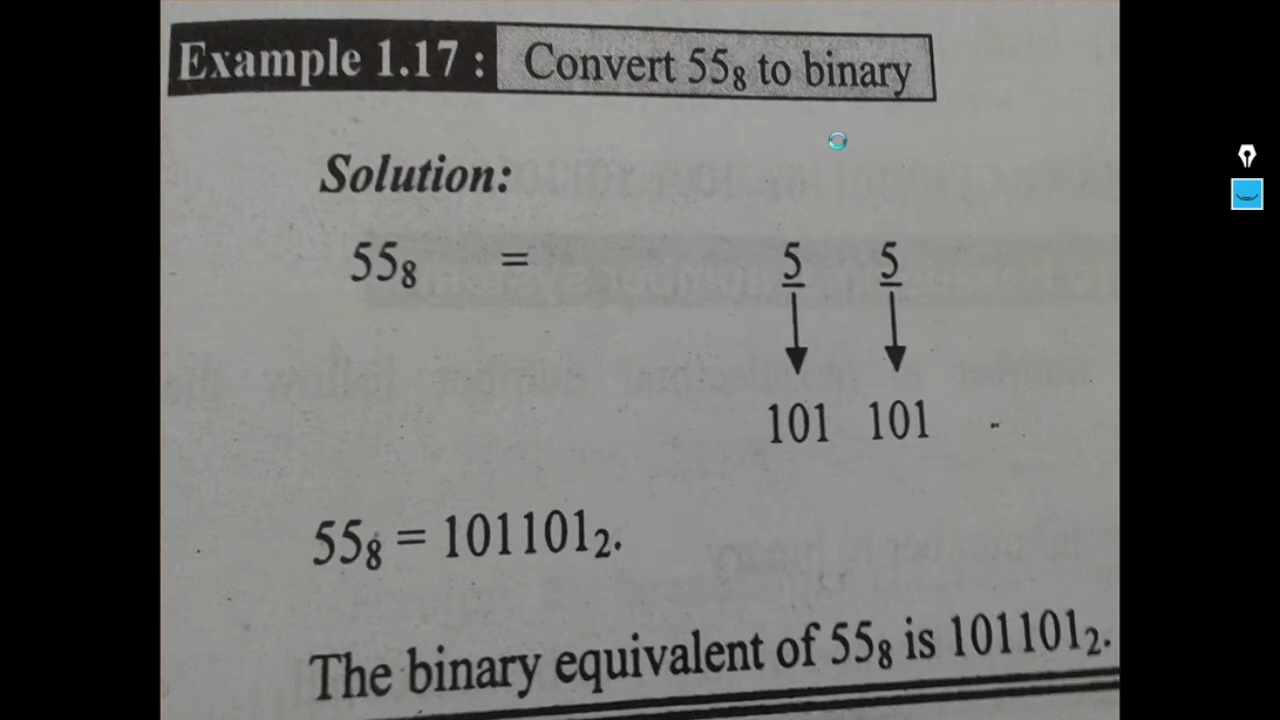 Example 1.17 : Convert 55₈ to binary
Solution:
55₈ = 5 5
101 101
55₈ = 101101₂.
The binary equivalent of 55₈ is 101101₂.